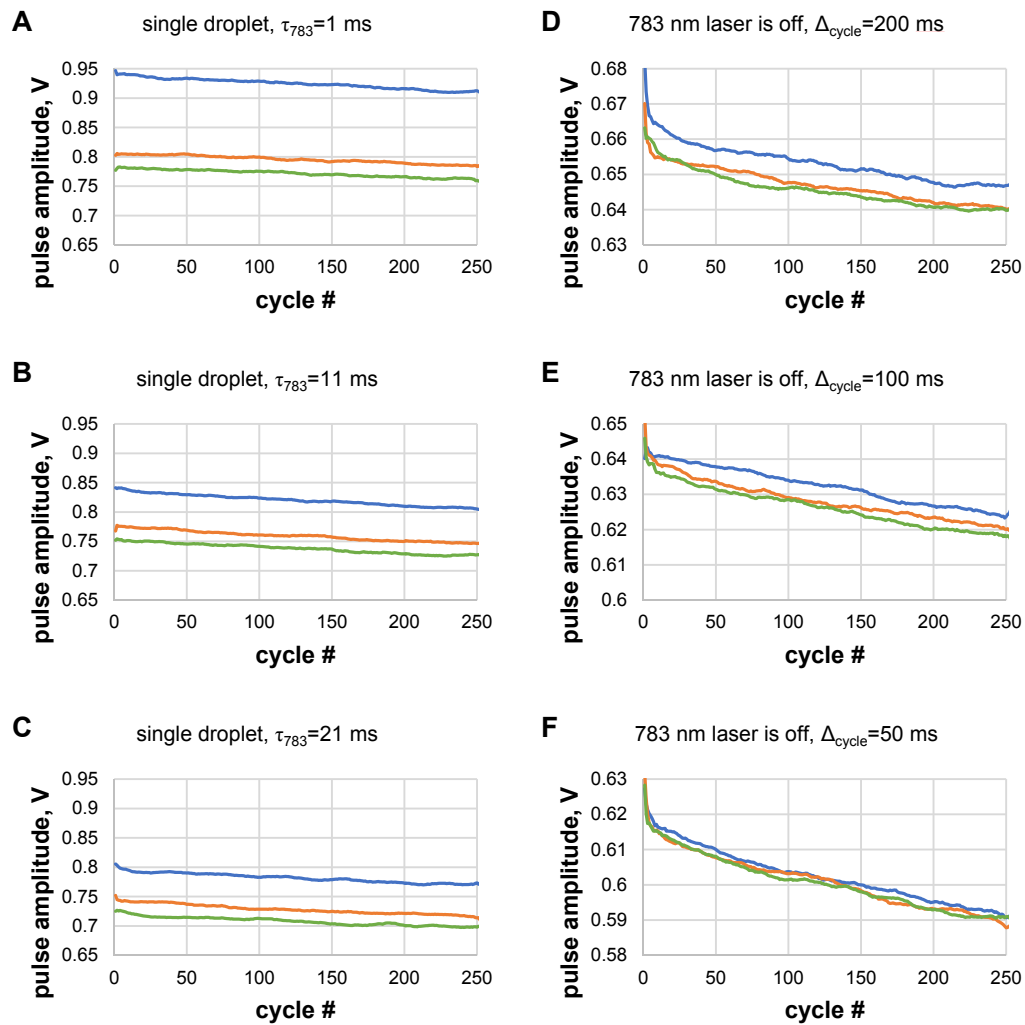 A
single droplet, τ783=1 ms
pulse amplitude, V
0.95
0.9
0.85
0.8
0.75
0.7
0.65
0 50 100 150 200 250
cycle #
B
single droplet, τ783=11 ms
pulse amplitude, V
0.95
0.9
0.85
0.8
0.75
0.7
0.65
0 50 100 150 200 250
cycle #
C
single droplet, τ783=21 ms
pulse amplitude, V
0.95
0.9
0.85
0.8
0.75
0.7
0.65
0 50 100 150 200 250
cycle #
D
783 nm laser is off, Δcycle=200 ms
pulse amplitude, V
0.68
0.67
0.66
0.65
0.64
0.63
0 50 100 150 200 250
cycle #
E
783 nm laser is off, Δcycle=100 ms
pulse amplitude, V
0.65
0.64
0.63
0.62
0.61
0.6
0 50 100 150 200 250
cycle #
F
783 nm laser is off, Δcycle=50 ms
pulse amplitude, V
0.63
0.62
0.61
0.6
0.59
0.58
0 50 100 150 200 250
cycle #